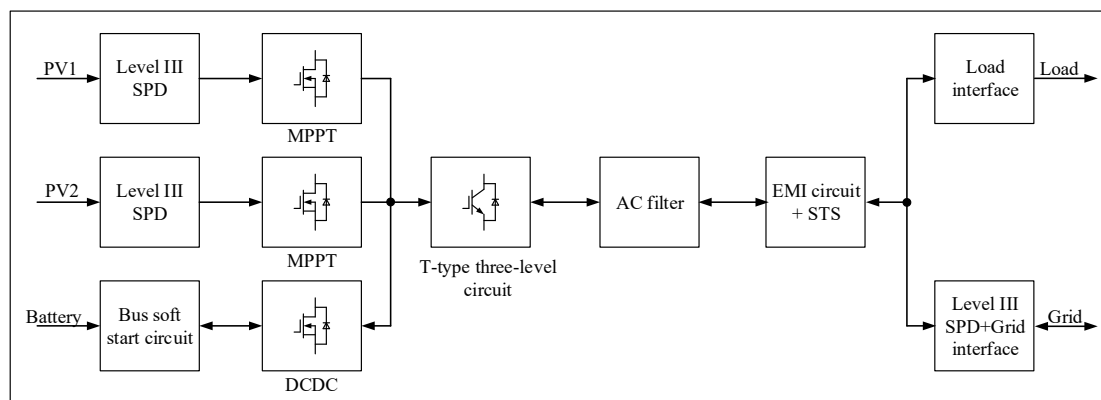 PV1
Level III
SPD
MPPT
PV2
Level III
SPD
MPPT
Battery
Bus soft
start circuit
DCDC
T-type three-level
circuit
AC filter
EMI circuit
+ STS
Load
interface
Load
Level III
SPD+Grid
interface
Grid